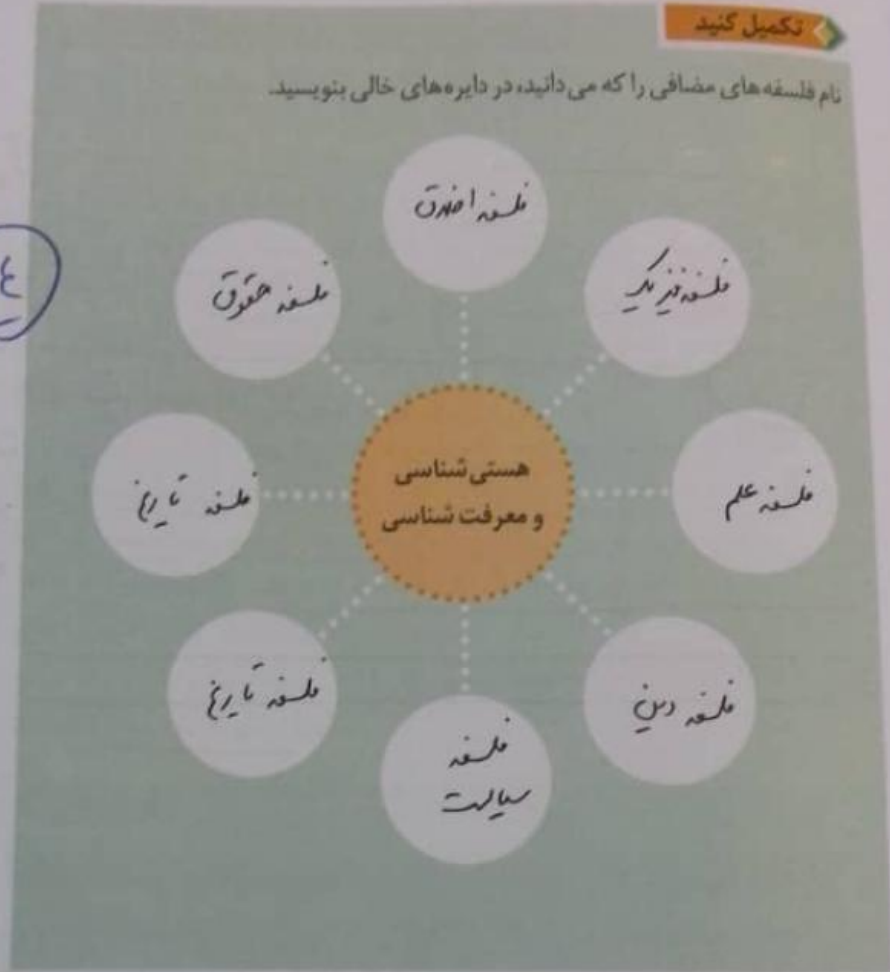 تکمیل کنید
نام فلسفه‌های مضافی را که می‌دانید، در دایره‌های خالی بنویسید.
فلسفه اخلاق
فلسفه فیزیک
فلسفه حقوق
فلسفه علم
هستی شناسی
و معرفت شناسی
فلسفه تاریخ
فلسفه دین
فلسفه تاریخ
فلسفه
سیاست